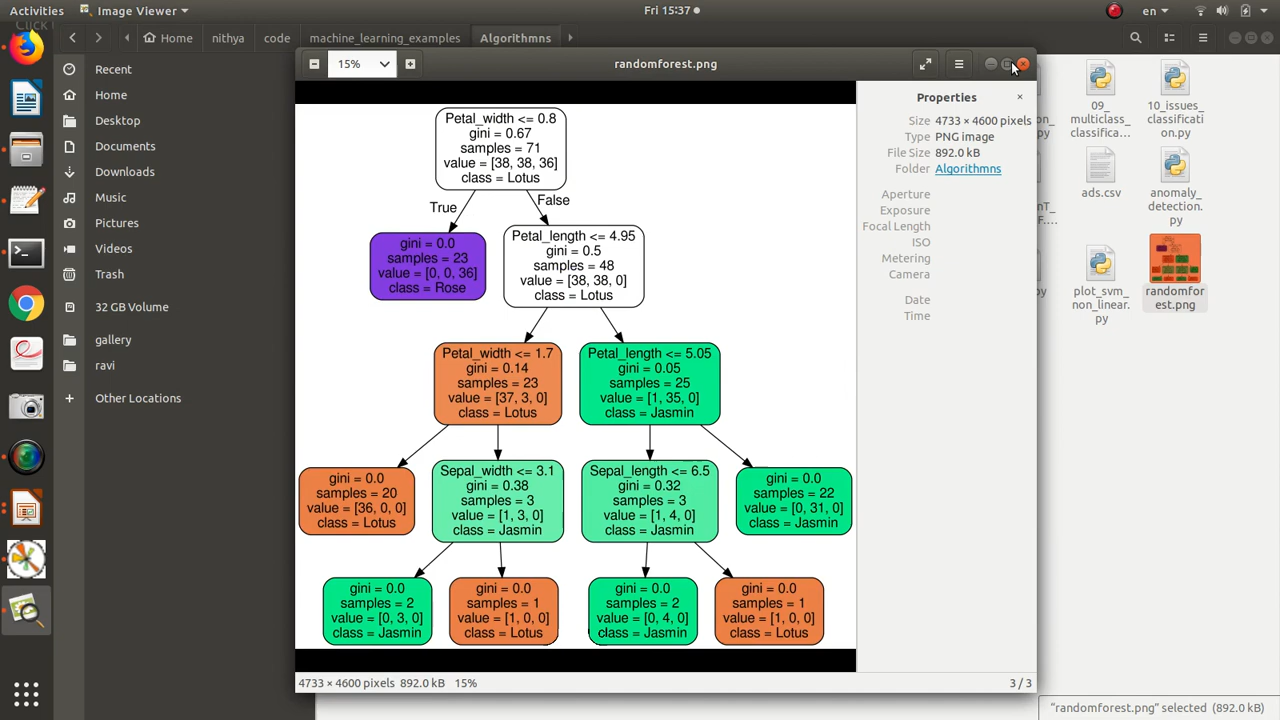 Activities
Image Viewer
Fri 15:37
en
Home
nithya
code
machine_learning_examples
Algorithmns
Recent
Home
Desktop
Documents
Downloads
Music
Pictures
Videos
Trash
32 GB Volume
gallery
ravi
Other Locations
15%
randomforest.png
Petal_width <= 0.8
gini = 0.67
samples = 71
value = [38, 38, 36]
class = Lotus
True
False
gini = 0.0
samples = 23
value = [0, 0, 36]
class = Rose
Petal_length <= 4.95
gini = 0.5
samples = 48
value = [38, 38, 0]
class = Lotus
Petal_width <= 1.7
gini = 0.14
samples = 23
value = [37, 3, 0]
class = Lotus
Petal_length <= 5.05
gini = 0.05
samples = 25
value = [1, 35, 0]
class = Jasmin
gini = 0.0
samples = 20
value = [36, 0, 0]
class = Lotus
Sepal_width <= 3.1
gini = 0.38
samples = 3
value = [1, 3, 0]
class = Jasmin
Sepal_length <= 6.5
gini = 0.32
samples = 3
value = [1, 4, 0]
class = Jasmin
gini = 0.0
samples = 22
value = [0, 31, 0]
class = Jasmin
gini = 0.0
samples = 2
value = [0, 3, 0]
class = Jasmin
gini = 0.0
samples = 1
value = [1, 0, 0]
class = Lotus
gini = 0.0
samples = 2
value = [0, 4, 0]
class = Jasmin
gini = 0.0
samples = 1
value = [1, 0, 0]
class = Lotus
Properties
Size 4733 × 4600 pixels
Type PNG image
File Size 892.0 kB
Folder Algorithmns
Aperture
Exposure
Focal Length
ISO
Metering
Camera
Date
Time
4733 × 4600 pixels 892.0 kB 15%
3 / 3
09_
multiclass_
classifica…
10_issues_
classificati
on.py
ads.csv
anomaly_
detection.
py
plot_svm_
non_linear.
py
randomfor
est.png
"randomforest.png" selected (892.0 kB)